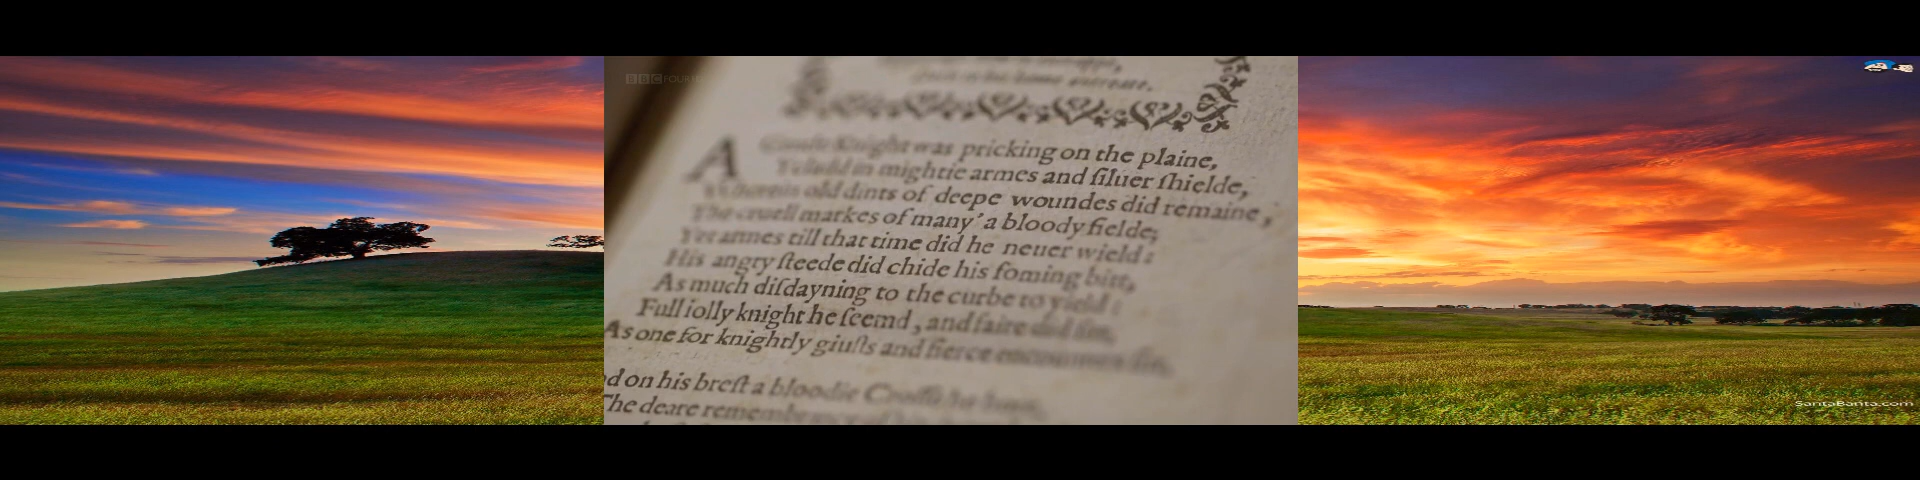 BBC FOUR
A Gentle Knight was pricking on the plaine,
Ycladd in mightie armes and ſiluer ſhielde,
Wherein old dints of deepe woundes did remaine,
The cruell markes of many' a bloody fielde;
Yet armes till that time did he neuer wield:
His angry ſteede did chide his foming bitt,
As much diſdayning to the curbe to yield:
Full iolly knight he ſeemd, and faire did ſitt,
As one for knightly giuſts and fierce encounters fitt.
d on his breſt a bloodie Croſſe he bore,
The deare remembrance of
SantaBanta.com